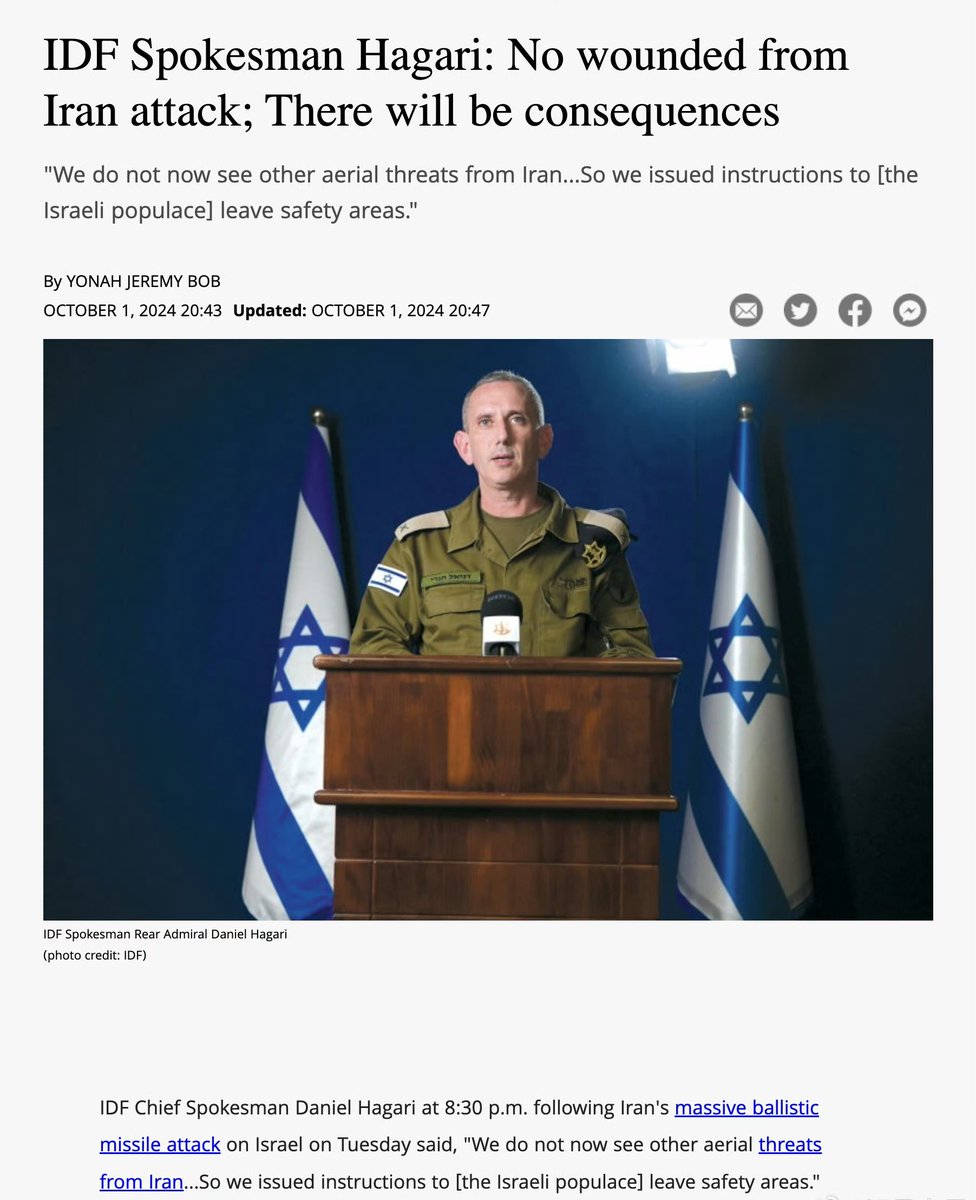 IDF Spokesman Hagari: No wounded from
Iran attack; There will be consequences
"We do not now see other aerial threats from Iran...So we issued instructions to [the
Israeli populace] leave safety areas."
By YONAH JEREMY BOB
OCTOBER 1, 2024 20:43 Updated: OCTOBER 1, 2024 20:47
דניאל הגרי
IDF Spokesman Rear Admiral Daniel Hagari
(photo credit: IDF)
IDF Chief Spokesman Daniel Hagari at 8:30 p.m. following Iran's massive ballistic
missile attack on Israel on Tuesday said, "We do not now see other aerial threats
from Iran...So we issued instructions to [the Israeli populace] leave safety areas."